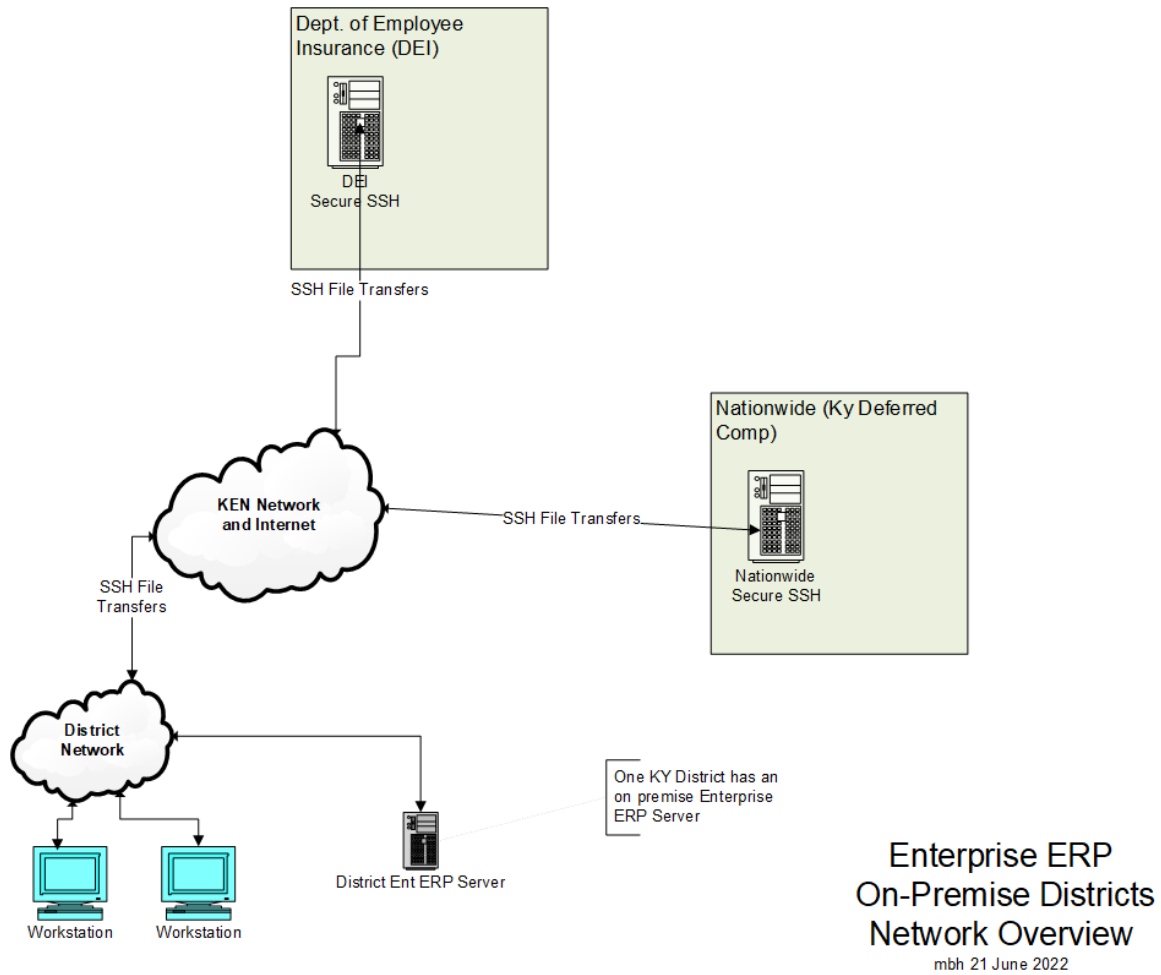 Dept. of Employee
Insurance (DEI)
DEI
Secure SSH
SSH File Transfers
Nationwide (Ky Deferred
Comp)
KEN Network
and Internet
SSH File Transfers
Nationwide
Secure SSH
SSH File
Transfers
District
Network
One KY District has an
on premise Enterprise
ERP Server
District Ent ERP Server
Workstation
Workstation
Enterprise ERP
On-Premise Districts
Network Overview
mbh 21 June 2022